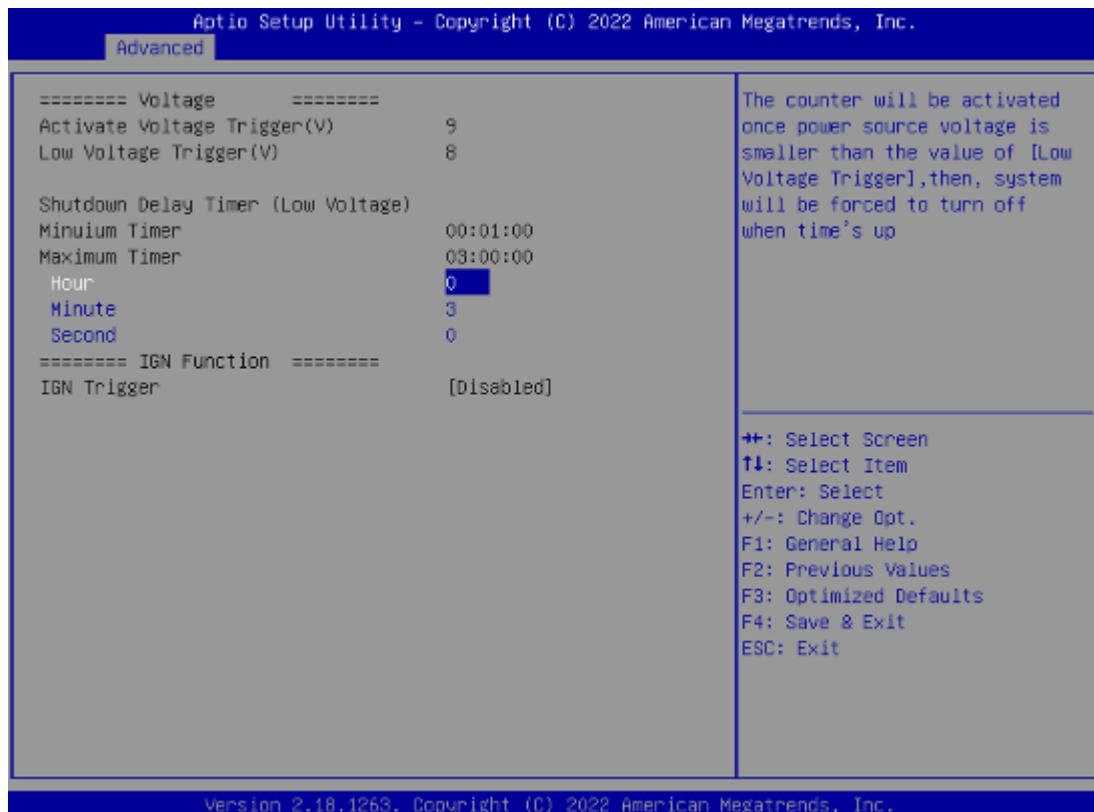 Aptio Setup Utility – Copyright (C) 2022 American Megatrends, Inc.
Advanced
======== Voltage ========
Activate Voltage Trigger(V) 9
Low Voltage Trigger(V) 8
Shutdown Delay Timer (Low Voltage)
Minuium Timer 00:01:00
Maximum Timer 03:00:00
Hour 0
Minute 3
Second 0
======== IGN Function ========
IGN Trigger [Disabled]
The counter will be activated
once power source voltage is
smaller than the value of [Low
Voltage Trigger],then, system
will be forced to turn off
when time's up
→←: Select Screen
↑↓: Select Item
Enter: Select
+/-: Change Opt.
F1: General Help
F2: Previous Values
F3: Optimized Defaults
F4: Save & Exit
ESC: Exit
Version 2.18.1263. Copyright (C) 2022 American Megatrends, Inc.